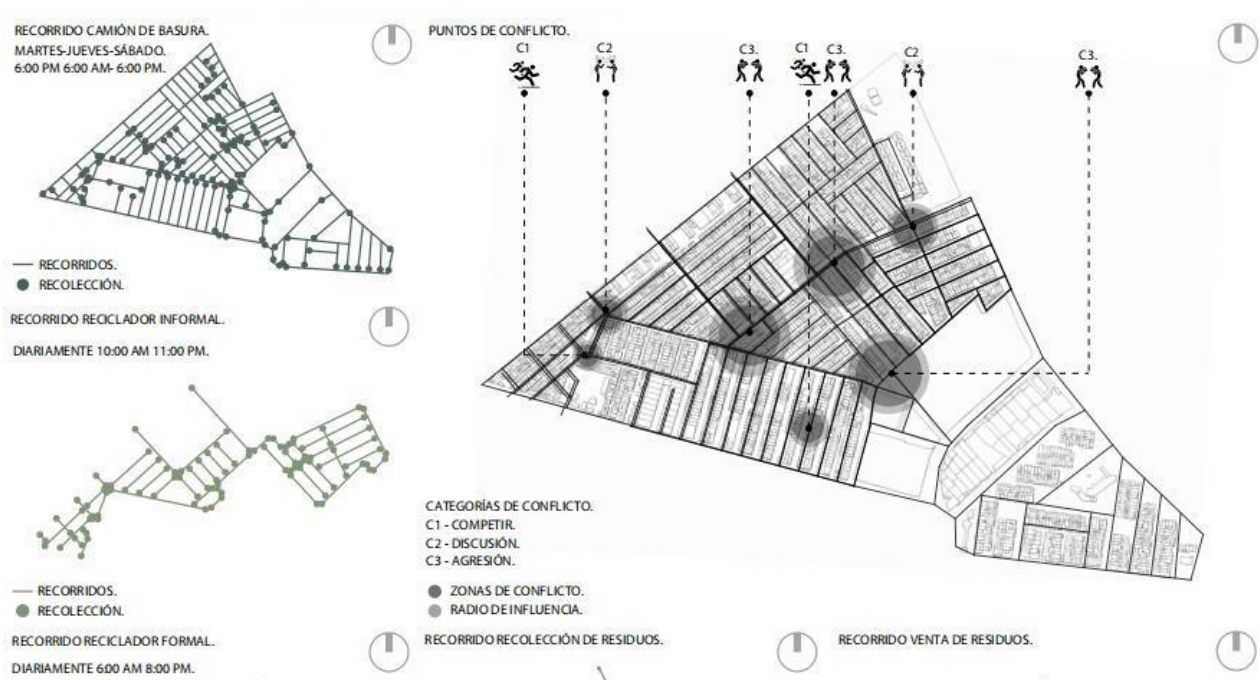 RECORRIDO CAMIÓN DE BASURA.
MARTES-JUEVES-SÁBADO.
6:00 PM 6:00 AM- 6:00 PM.
RECORRIDOS.
RECOLECCIÓN.
RECORRIDO RECICLADOR INFORMAL.
DIARIAMENTE 10:00 AM 11:00 PM.
RECORRIDOS.
RECOLECCIÓN.
RECORRIDO RECICLADOR FORMAL.
DIARIAMENTE 6:00 AM 8:00 PM.
PUNTOS DE CONFLICTO.
C1 C2 C3. C1 C3. C2 C3.
CATEGORÍAS DE CONFLICTO.
C1 - COMPETIR.
C2 - DISCUSIÓN.
C3 - AGRESIÓN.
ZONAS DE CONFLICTO.
RADIO DE INFLUENCIA.
RECORRIDO RECOLECCIÓN DE RESIDUOS.
RECORRIDO VENTA DE RESIDUOS.